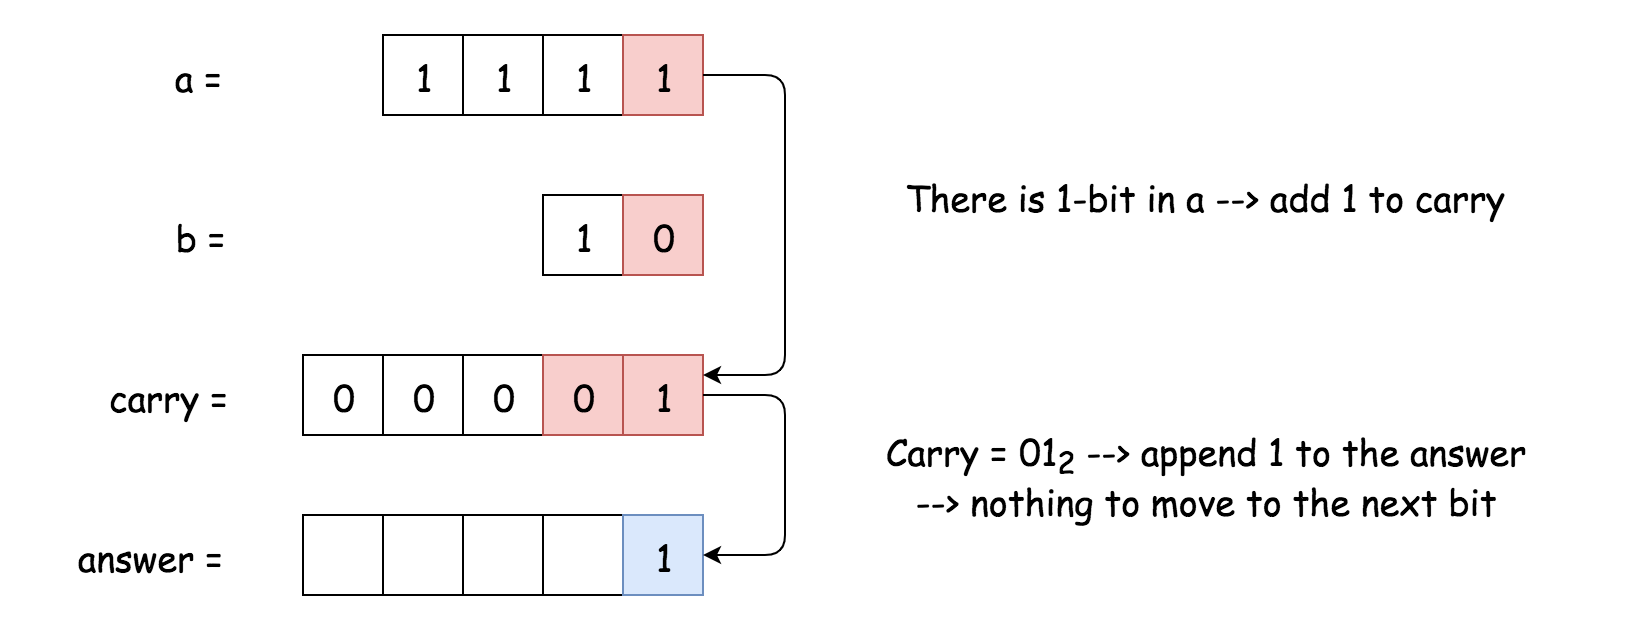 a = 1 1 1 1
b = 1 0
There is 1-bit in a --> add 1 to carry
carry = 0 0 0 0 1
Carry = 01₂ --> append 1 to the answer
--> nothing to move to the next bit
answer = 1